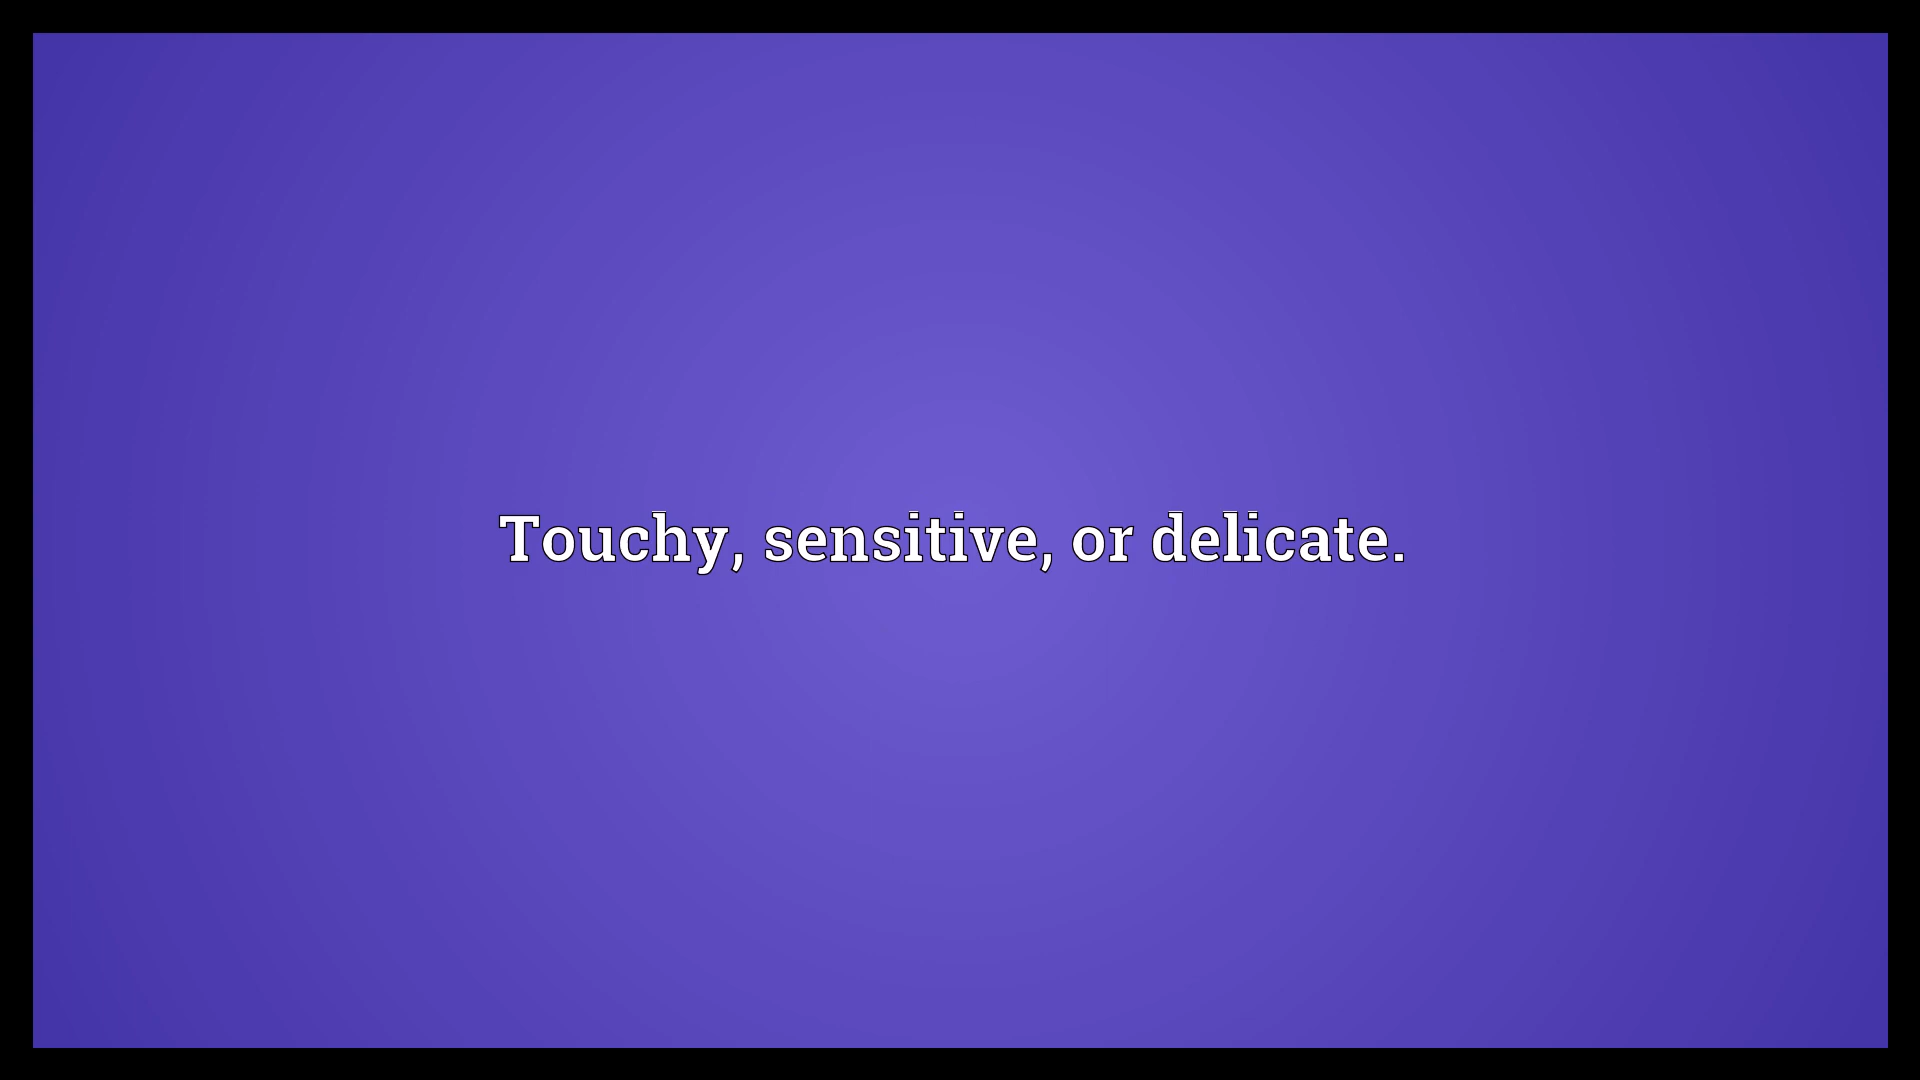 Touchy, sensitive, or delicate.